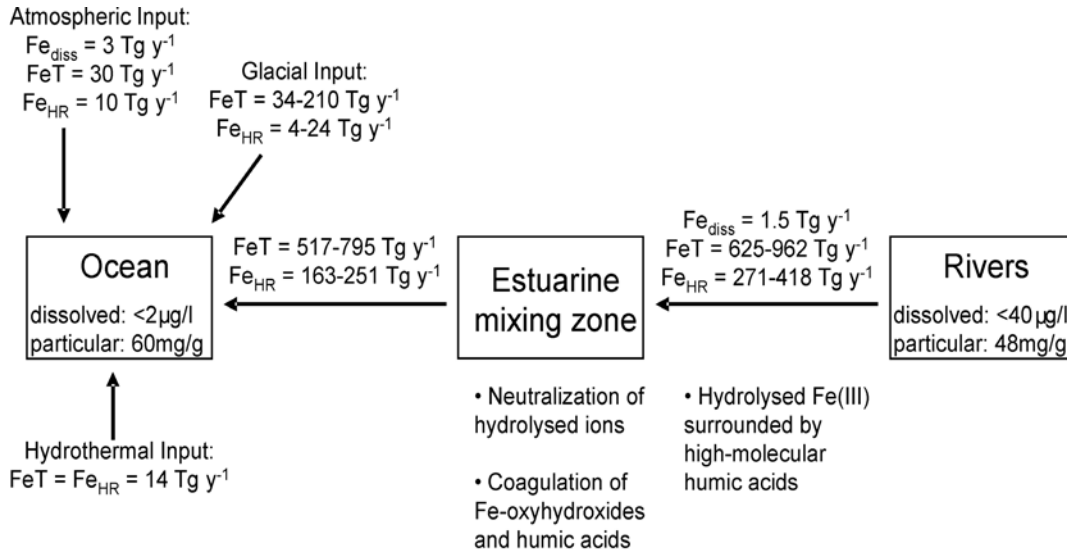 Atmospheric Input:
Fe_diss = 3 Tg y⁻¹
FeT = 30 Tg y⁻¹
Fe_HR = 10 Tg y⁻¹
Glacial Input:
FeT = 34-210 Tg y⁻¹
Fe_HR = 4-24 Tg y⁻¹
Ocean
dissolved: <2µg/l
particular: 60mg/g
FeT = 517-795 Tg y⁻¹
Fe_HR = 163-251 Tg y⁻¹
Estuarine
mixing zone
Fe_diss = 1.5 Tg y⁻¹
FeT = 625-962 Tg y⁻¹
Fe_HR = 271-418 Tg y⁻¹
Rivers
dissolved: <40µg/l
particular: 48mg/g
Hydrothermal Input:
FeT = Fe_HR = 14 Tg y⁻¹
• Neutralization of
hydrolysed ions
• Coagulation of
Fe-oxyhydroxides
and humic acids
• Hydrolysed Fe(III)
surrounded by
high-molecular
humic acids